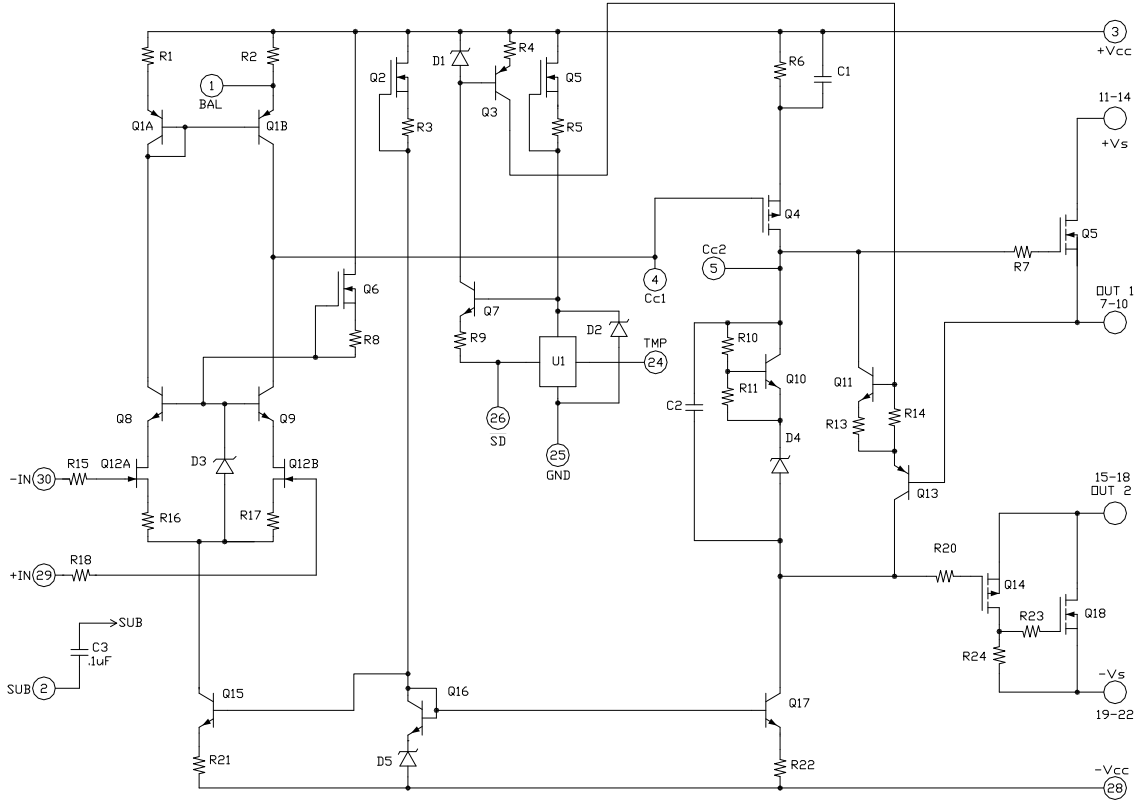 3
+Vcc
R1
R2
Q2
D1
R4
Q5
R6
C1
1
BAL
Q3
11-14
+Vs
Q1A
Q1B
R3
R5
Q4
Q5
R7
Cc2
5
4
Cc1
Q6
Q7
OUT 1
7-10
R8
R9
D2
TMP
24
U1
R10
R11
Q10
Q11
C2
R13
R14
Q8
Q9
26
SD
25
GND
D4
-IN 30
R15
Q12A
D3
Q12B
Q13
15-18
OUT 2
R16
R17
+IN 29
R18
R20
Q14
Q18
R23
R24
SUB
C3
.1uF
SUB 2
-Vs
19-22
Q15
Q16
Q17
R21
D5
R22
-Vcc
28